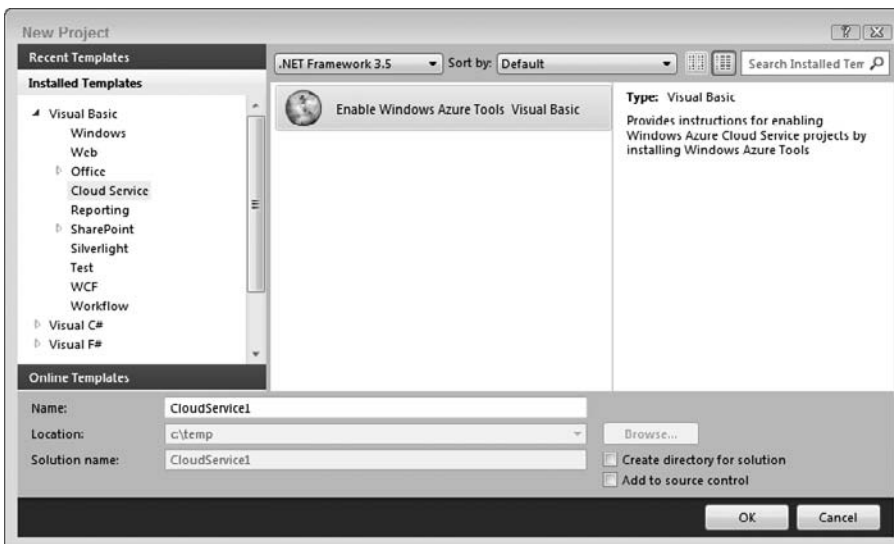 New Project
Recent Templates
Installed Templates
Visual Basic
Windows
Web
Office
Cloud Service
Reporting
SharePoint
Silverlight
Test
WCF
Workflow
Visual C#
Visual F#
Online Templates
.NET Framework 3.5
Sort by: Default
Search Installed Tem
Enable Windows Azure Tools Visual Basic
Type: Visual Basic
Provides instructions for enabling
Windows Azure Cloud Service projects by
installing Windows Azure Tools
Name: CloudService1
Location: c:\temp
Browse...
Solution name: CloudService1
Create directory for solution
Add to source control
OK Cancel